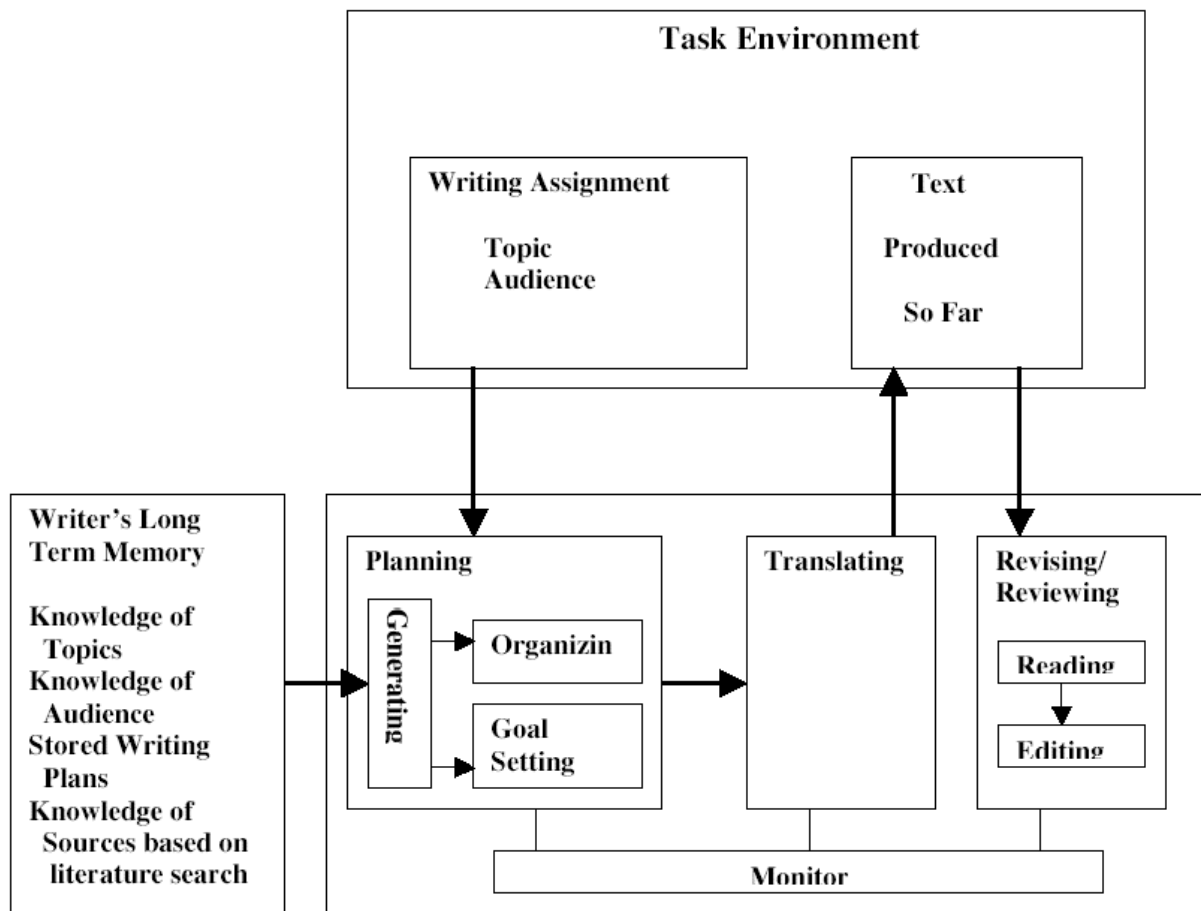 Task Environment
Writing Assignment
Topic
Audience
Text
Produced
So Far
Writer's Long
Term Memory
Knowledge of
Topics
Knowledge of
Audience
Stored Writing
Plans
Knowledge of
Sources based on
literature search
Planning
Generating
Organizin
Goal
Setting
Translating
Revising/
Reviewing
Reading
Editing
Monitor